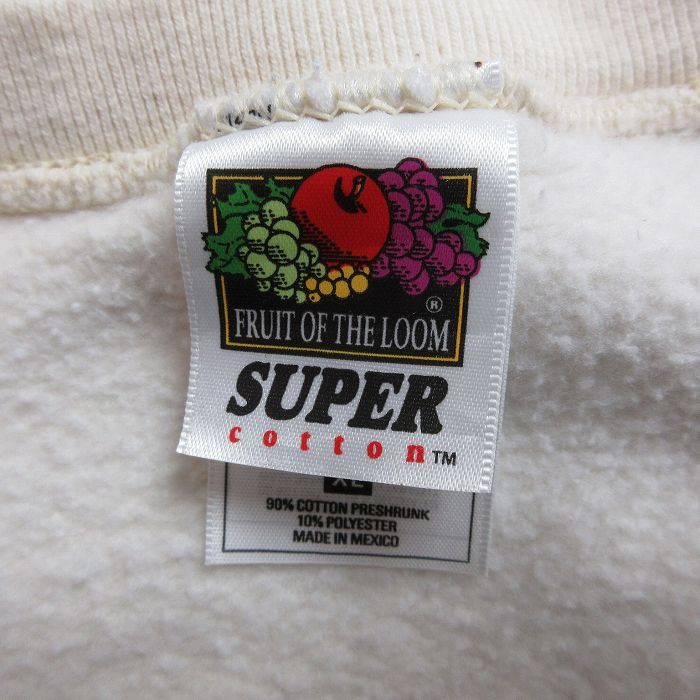 ®
FRUIT OF THE LOOM
SUPER
cotton™
XL
90% COTTON PRESHRUNK
10% POLYESTER
MADE IN MEXICO